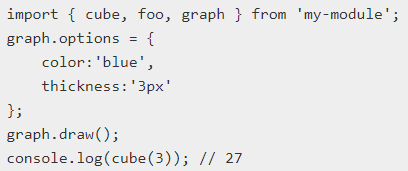 import { cube, foo, graph } from 'my-module';
graph.options = {
    color:'blue',
    thickness:'3px'
};
graph.draw();
console.log(cube(3)); // 27